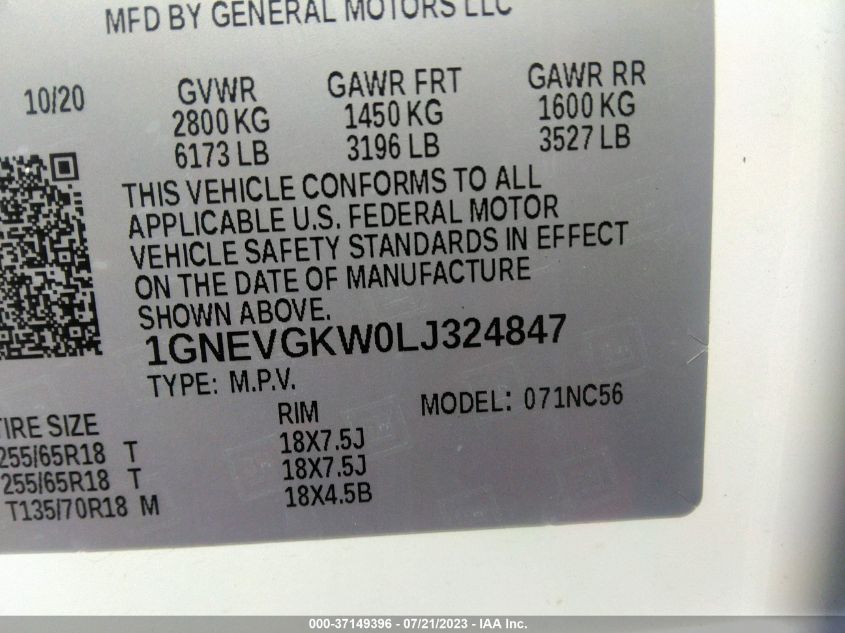 MFD BY GENERAL MOTORS LLC
10/20 GVWR GAWR FRT GAWR RR
2800 KG 1450 KG 1600 KG
6173 LB 3196 LB 3527 LB
THIS VEHICLE CONFORMS TO ALL
APPLICABLE U.S. FEDERAL MOTOR
VEHICLE SAFETY STANDARDS IN EFFECT
ON THE DATE OF MANUFACTURE
SHOWN ABOVE.
1GNEVGKW0LJ324847
TYPE: M.P.V.
TIRE SIZE RIM MODEL: 071NC56
255/65R18 T 18X7.5J
255/65R18 T 18X7.5J
T135/70R18 M 18X4.5B
000-37149396 - 07/21/2023 - IAA Inc.